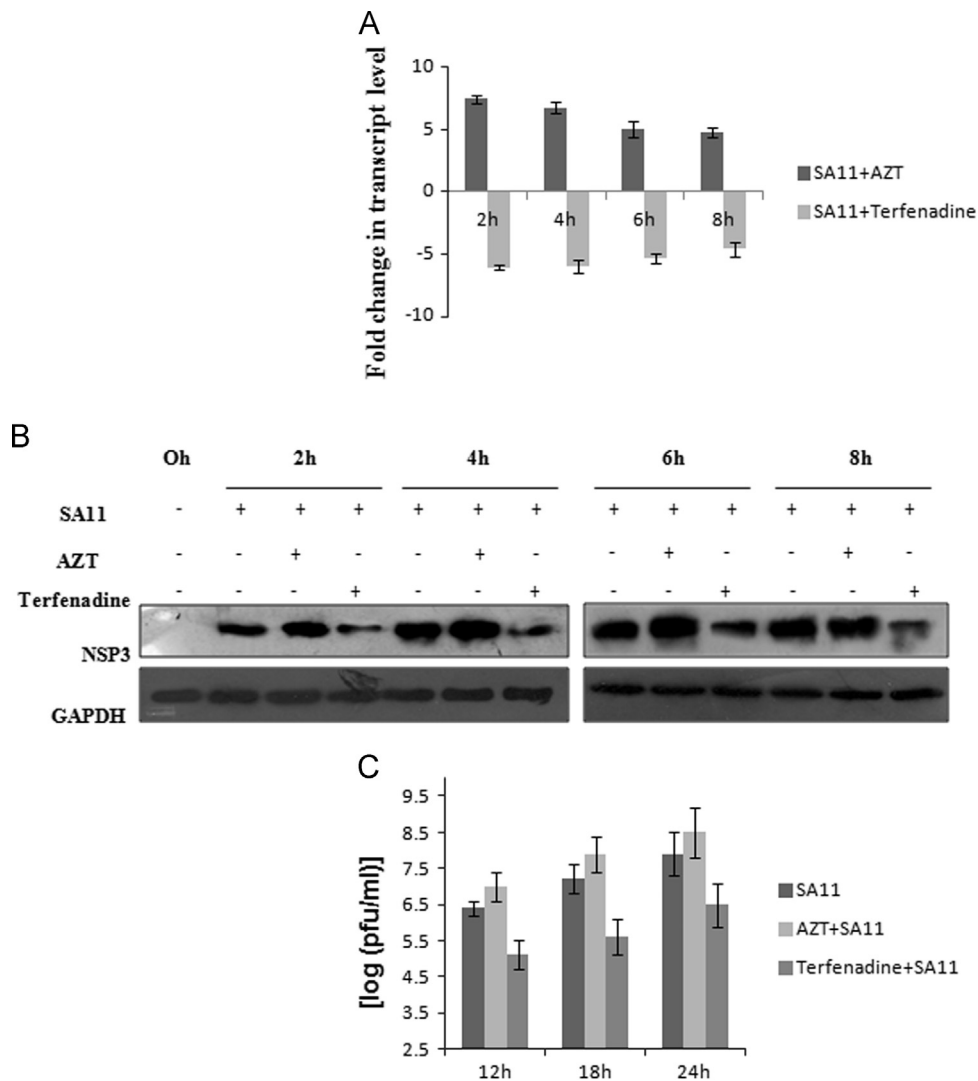 A
Fold change in transcript level
10
5
0
-5
-10
2h 4h 6h 8h
SA11+AZT
SA11+Terfenadine
B
Oh 2h 4h 6h 8h
SA11 - + + + + + + + + + + + +
AZT - - + - - + - - + - - + -
Terfenadine - - - + - - + - - + - - +
NSP3
GAPDH
C
[log (pfu/ml)]
9.5
8.5
7.5
6.5
5.5
4.5
3.5
2.5
12h 18h 24h
SA11
AZT+SA11
Terfenadine+SA11